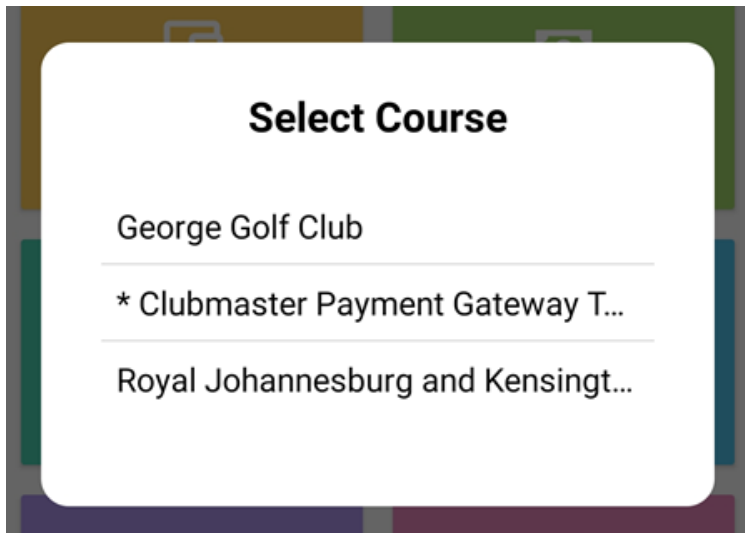 Select Course
George Golf Club
* Clubmaster Payment Gateway T...
Royal Johannesburg and Kensingt...